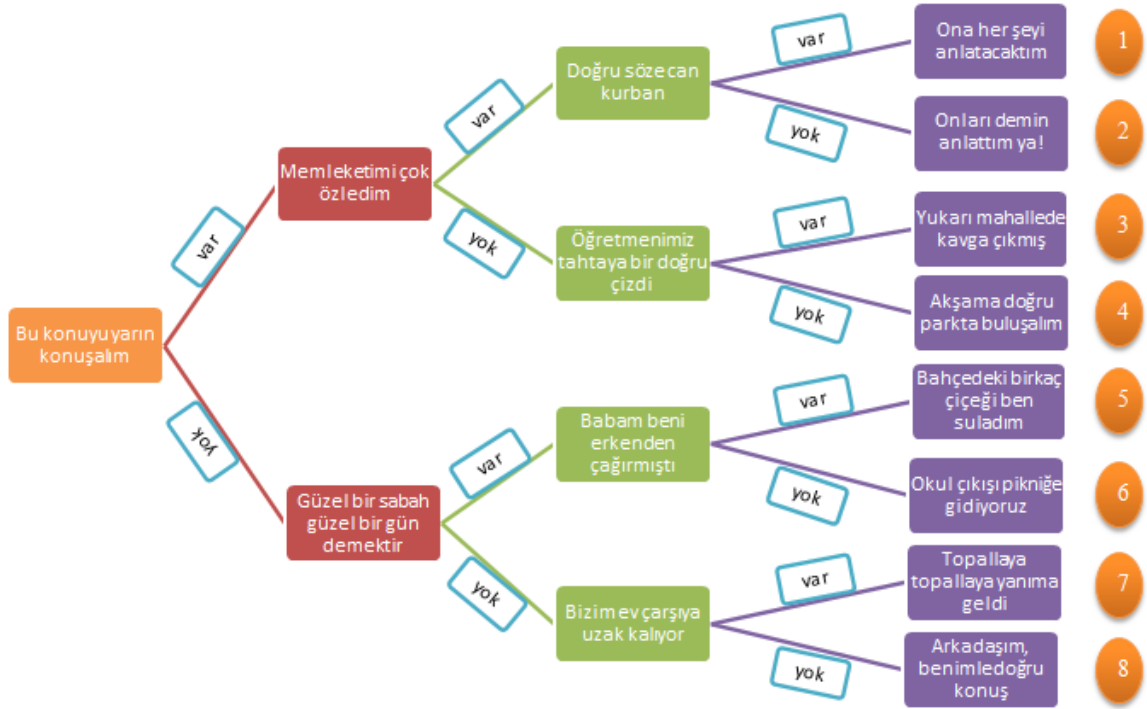 Bu konuyu yarın
konuşalım
var
yok
Memleketimi çok
özledim
Güzel bir sabah
güzel bir gün
demektir
var
yok
var
yok
Doğru söze can
kurban
Öğretmenimiz
tahtaya bir doğru
çizdi
Babam beni
erkenden
çağırmıştı
Bizim ev çarşıya
uzak kalıyor
var
yok
var
yok
var
yok
var
yok
Ona her şeyi
anlatacaktım
1
Onları demin
anlattım ya!
2
Yukarı mahallede
kavga çıkmış
3
Akşama doğru
parkta buluşalım
4
Bahçedeki birkaç
çiçeği ben
suladım
5
Okul çıkışı pikniğe
gidiyoruz
6
Topallaya
topallaya yanıma
geldi
7
Arkadaşım,
benimle doğru
konuş
8